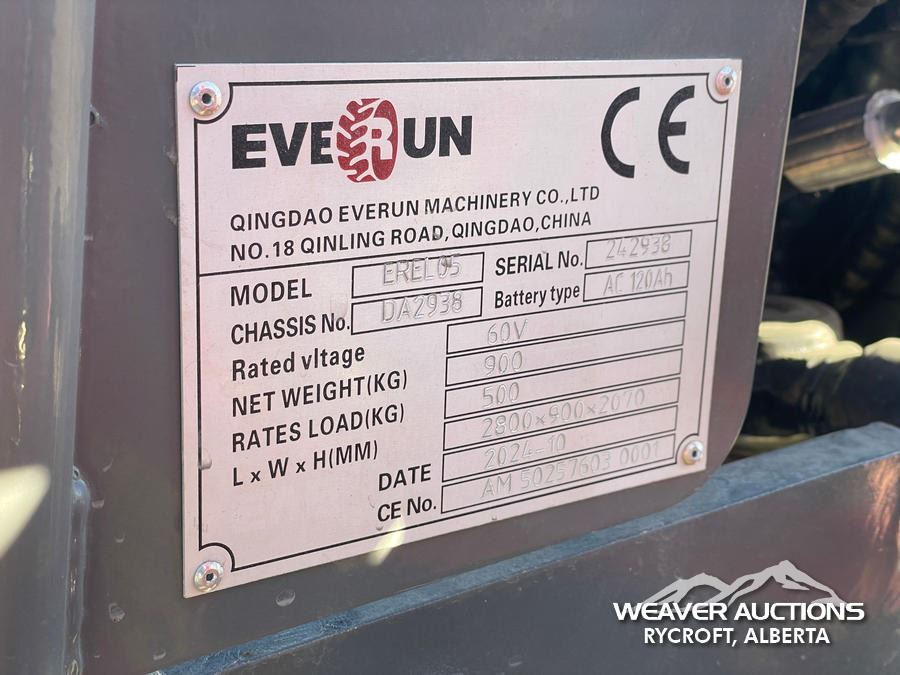 EVERUN
CE
QINGDAO EVERUN MACHINERY CO.,LTD
NO.18 QINLING ROAD,QINGDAO,CHINA
MODEL EREL05 SERIAL No. 242938
CHASSIS No. DA2938 Battery type AC 120Ah
Rated vltage 60V
NET WEIGHT(KG) 900
RATES LOAD(KG) 500
L x W x H(MM) 2800×900×2070
DATE 2024-10
CE No. AM 50257603 0001
WEAVER AUCTIONS
RYCROFT, ALBERTA